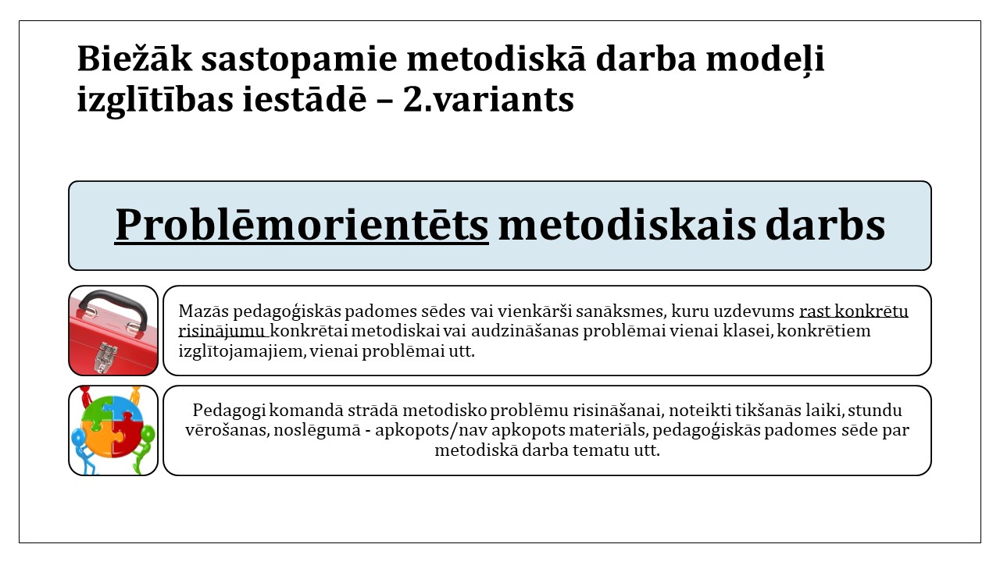 Biežāk sastopamie metodiskā darba modeļi
izglītības iestādē – 2.variants
Problēmorientēts metodiskais darbs
Mazās pedagoģiskās padomes sēdes vai vienkārši sanāksmes, kuru uzdevums rast konkrētu
risinājumu konkrētai metodiskai vai audzināšanas problēmai vienai klasei, konkrētiem
izglītojamajiem, vienai problēmai utt.
Pedagogi komandā strādā metodisko problēmu risināšanai, noteikti tikšanās laiki, stundu
vērošanas, noslēgumā - apkopots/nav apkopots materiāls, pedagoģiskās padomes sēde par
metodiskā darba tematu utt.